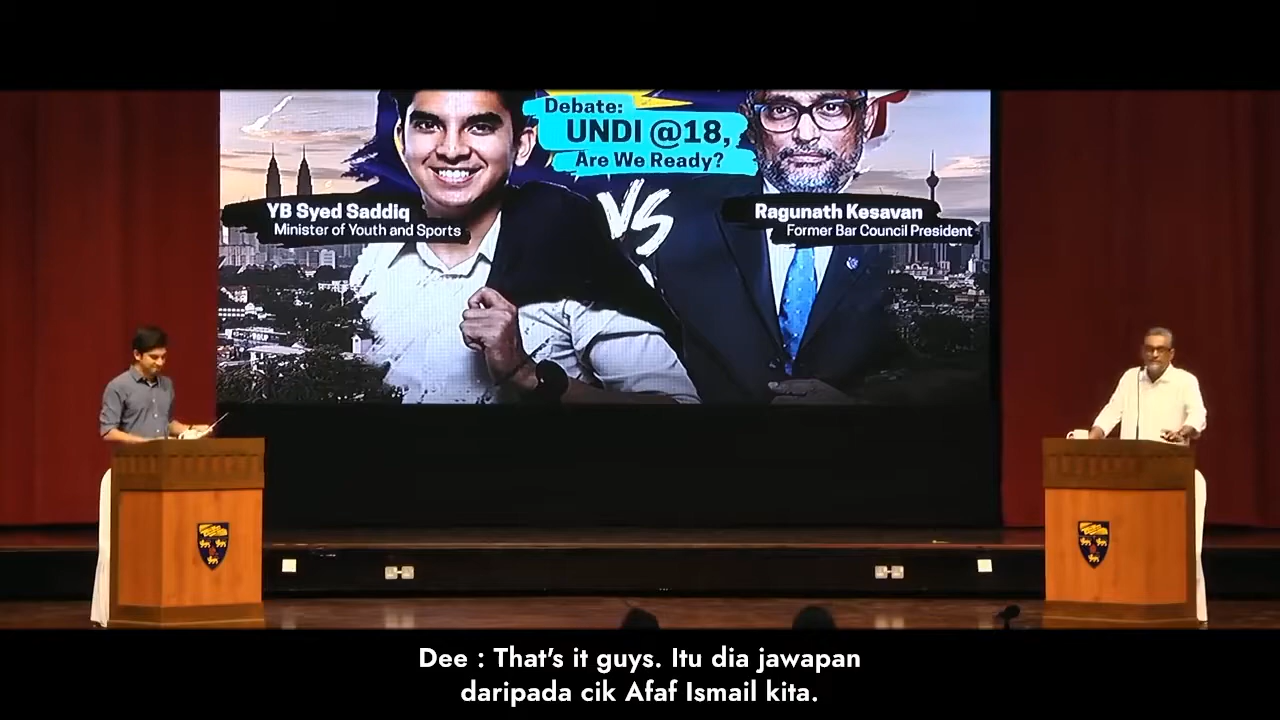 Debate:
UNDI @18,
Are We Ready?
VS
YB Syed Saddiq
Minister of Youth and Sports
Ragunath Kesavan
Former Bar Council President
Dee : That's it guys. Itu dia jawapan
daripada cik Afaf Ismail kita.